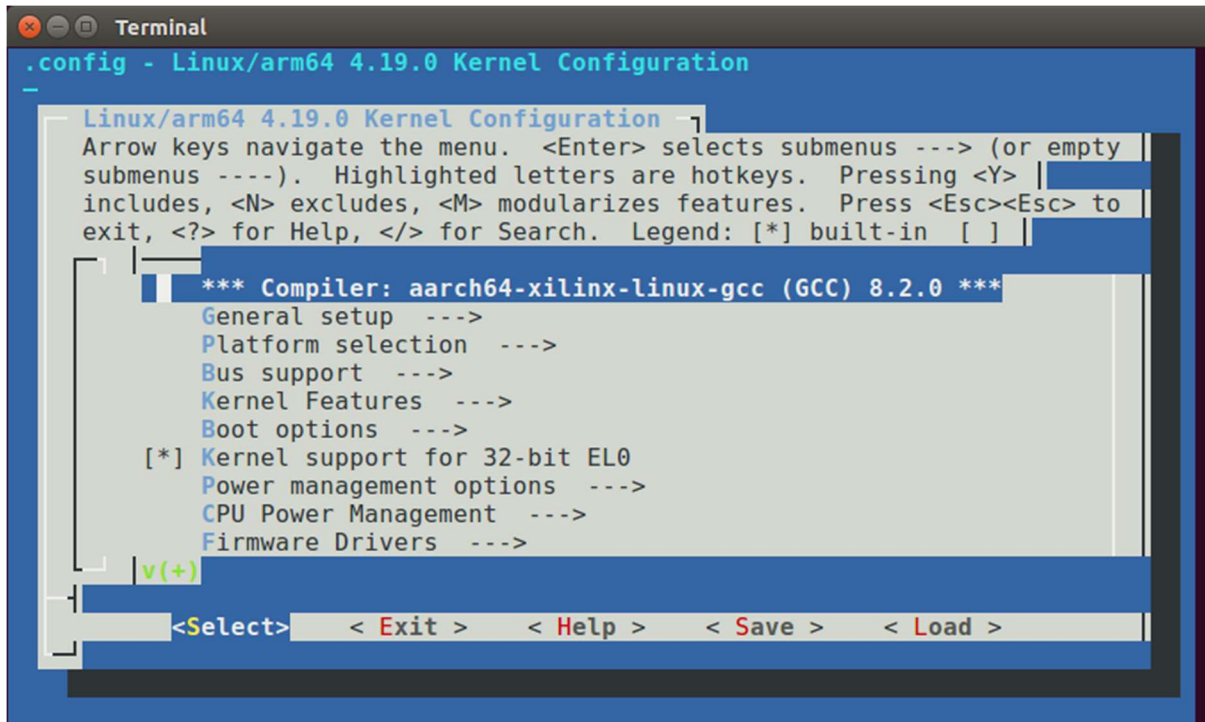 Terminal
.config - Linux/arm64 4.19.0 Kernel Configuration
Linux/arm64 4.19.0 Kernel Configuration
Arrow keys navigate the menu.  <Enter> selects submenus ---> (or empty
submenus ----).  Highlighted letters are hotkeys.  Pressing <Y>
includes, <N> excludes, <M> modularizes features.  Press <Esc><Esc> to
exit, <?> for Help, </> for Search.  Legend: [*] built-in  [ ]
*** Compiler: aarch64-xilinx-linux-gcc (GCC) 8.2.0 ***
General setup  --->
Platform selection  --->
Bus support  --->
Kernel Features  --->
Boot options  --->
[*] Kernel support for 32-bit EL0
Power management options  --->
CPU Power Management  --->
Firmware Drivers  --->
v(+)
<Select>    < Exit >    < Help >    < Save >    < Load >